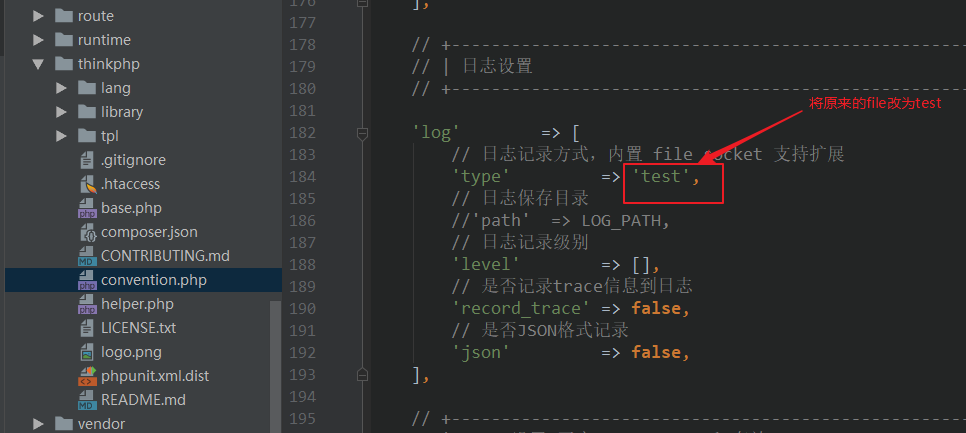 route
runtime
thinkphp
lang
library
tpl
.gitignore
.htaccess
base.php
composer.json
CONTRIBUTING.md
convention.php
helper.php
LICENSE.txt
logo.png
phpunit.xml.dist
README.md
vendor
176 ],
177
178 // +------------------------------------------------
179 // | 日志设置
180 // +------------------------------------------------
181
将原来的file改为test
182 'log' => [
183 // 日志记录方式，内置 file socket 支持扩展
184 'type' => 'test',
185 // 日志保存目录
186 //'path' => LOG_PATH,
187 // 日志记录级别
188 'level' => [],
189 // 是否记录trace信息到日志
190 'record_trace' => false,
191 // 是否JSON格式记录
192 'json' => false,
193 ],
194
195 // +------------------------------------------------